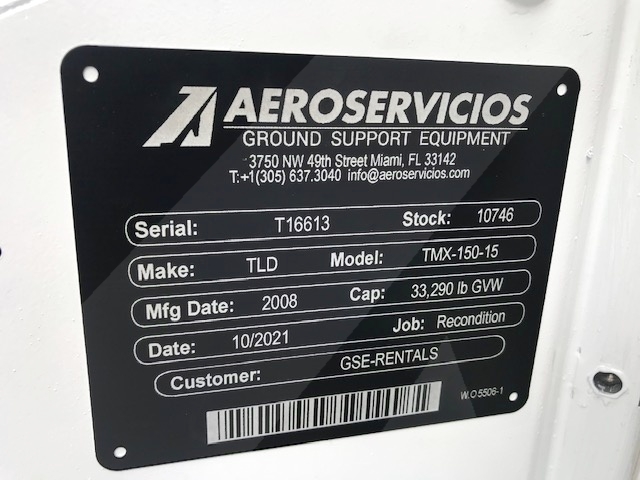 AEROSERVICIOS
GROUND SUPPORT EQUIPMENT
3750 NW 49th Street Miami, FL 33142
T:+1(305) 637.3040 info@aeroservicios.com
Serial: T16613 Stock: 10746
Make: TLD Model: TMX-150-15
Mfg Date: 2008 Cap: 33,290 lb GVW
Date: 10/2021 Job: Recondition
Customer: GSE-RENTALS
W.O 5506-1